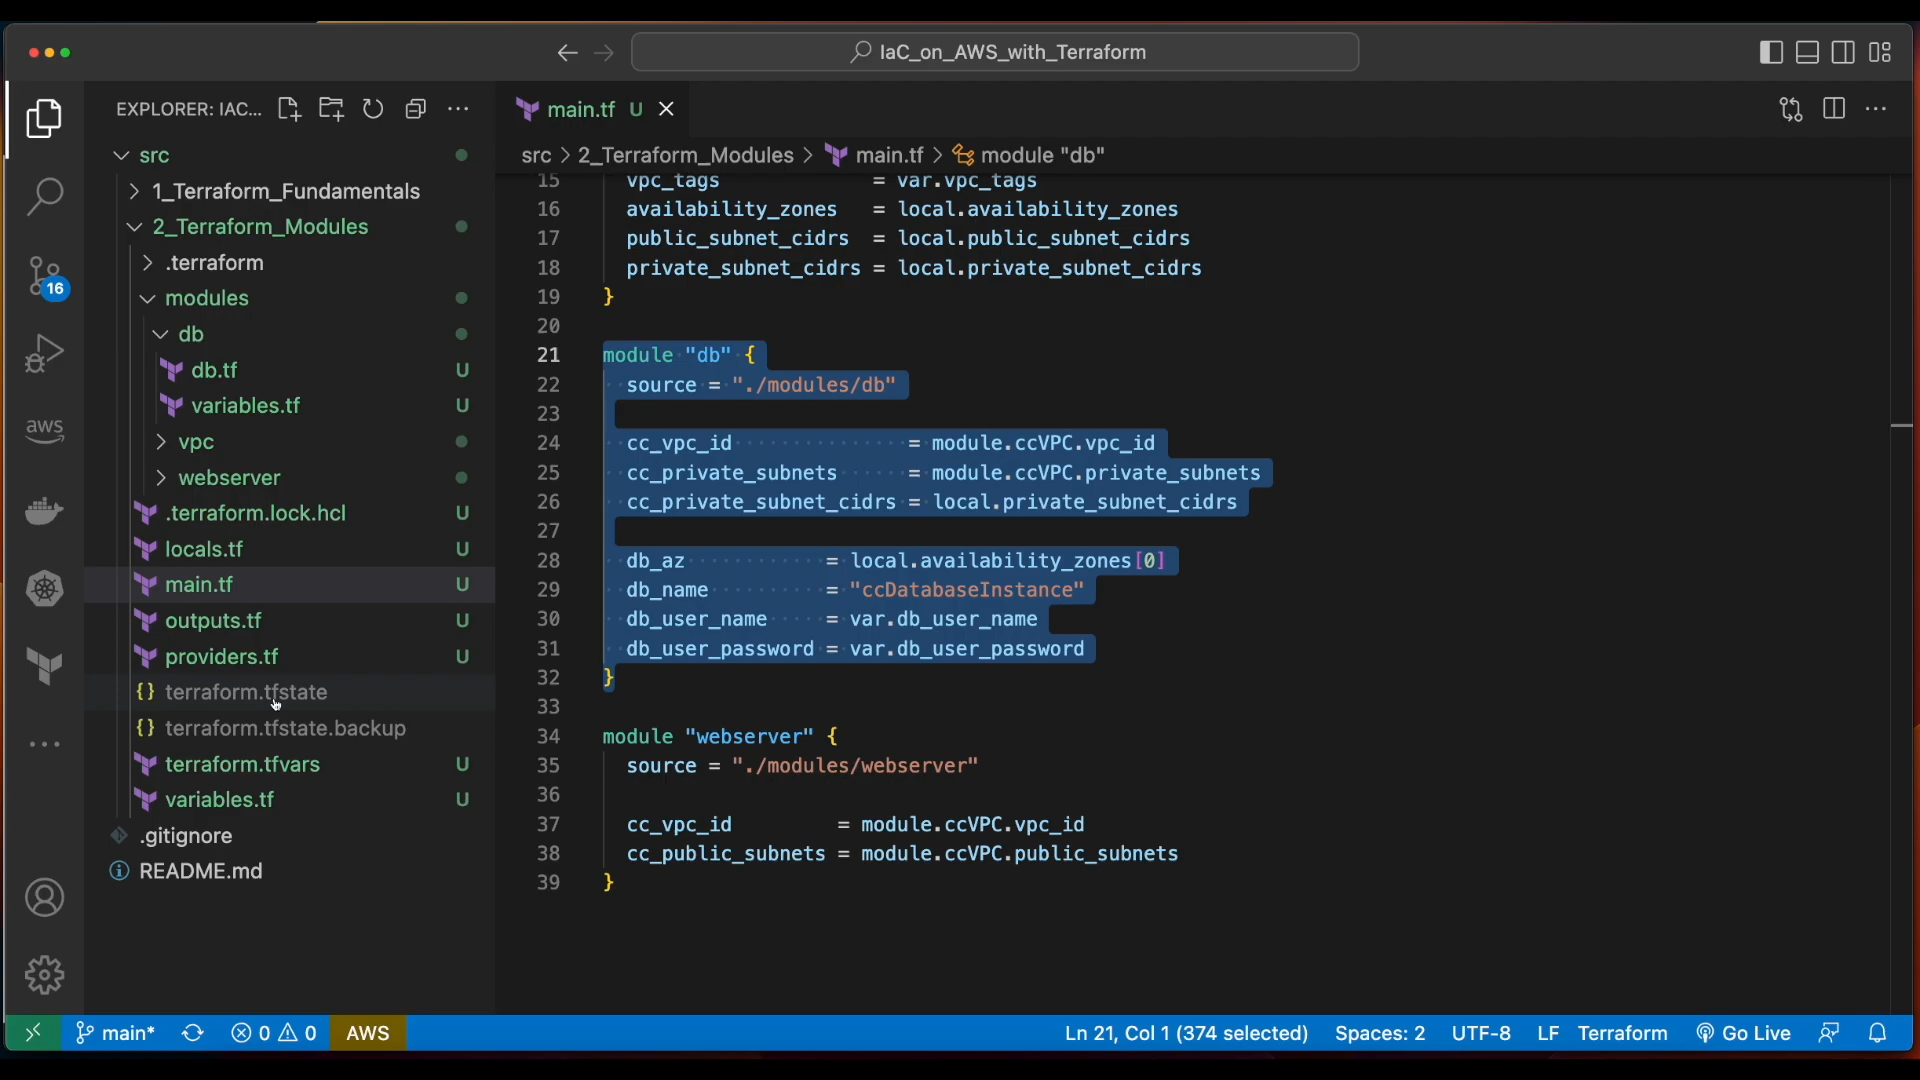 IaC_on_AWS_with_Terraform
EXPLORER: IAC...
src
1_Terraform_Fundamentals
2_Terraform_Modules
.terraform
modules
db
db.tf U
variables.tf U
vpc
webserver
.terraform.lock.hcl U
locals.tf U
main.tf U
outputs.tf U
providers.tf U
{} terraform.tfstate
{} terraform.tfstate.backup
terraform.tfvars U
variables.tf U
.gitignore
README.md
16
aws
main.tf U
src > 2_Terraform_Modules > main.tf > module "db"
15 vpc_tags = var.vpc_tags
16 availability_zones = local.availability_zones
17 public_subnet_cidrs = local.public_subnet_cidrs
18 private_subnet_cidrs = local.private_subnet_cidrs
19 }
20
21 module "db" {
22 source = "./modules/db"
23
24 cc_vpc_id = module.ccVPC.vpc_id
25 cc_private_subnets = module.ccVPC.private_subnets
26 cc_private_subnet_cidrs = local.private_subnet_cidrs
27
28 db_az = local.availability_zones[0]
29 db_name = "ccDatabaseInstance"
30 db_user_name = var.db_user_name
31 db_user_password = var.db_user_password
32 }
33
34 module "webserver" {
35 source = "./modules/webserver"
36
37 cc_vpc_id = module.ccVPC.vpc_id
38 cc_public_subnets = module.ccVPC.public_subnets
39 }
main* 0 0 AWS Ln 21, Col 1 (374 selected) Spaces: 2 UTF-8 LF Terraform Go Live